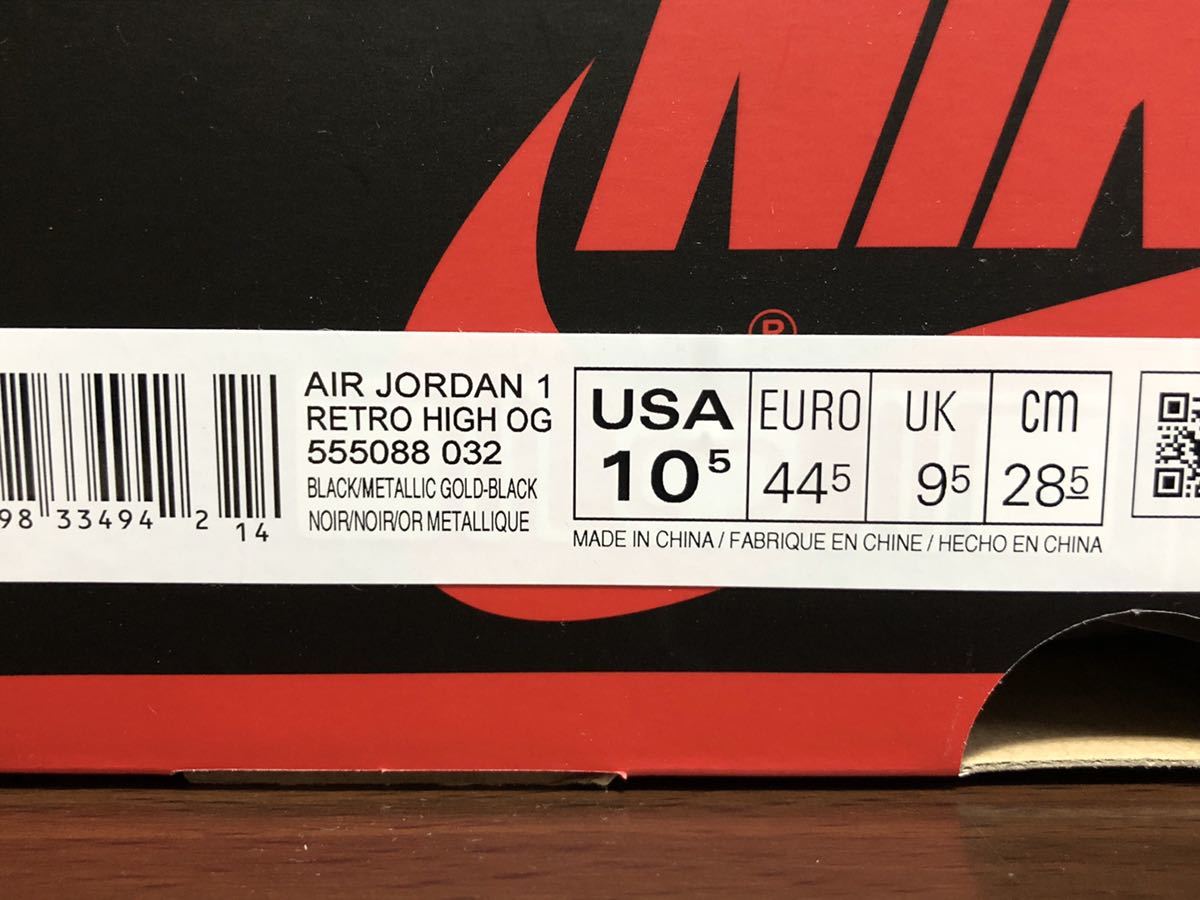 NIK
®
AIR JORDAN 1
RETRO HIGH OG
555088 032
BLACK/METALLIC GOLD-BLACK
NOIR/NOIR/OR METALLIQUE
98 33494 2 14
USA EURO UK CM
10⁵ 44⁵ 9⁵ 28⁵
MADE IN CHINA / FABRIQUE EN CHINE / HECHO EN CHINA